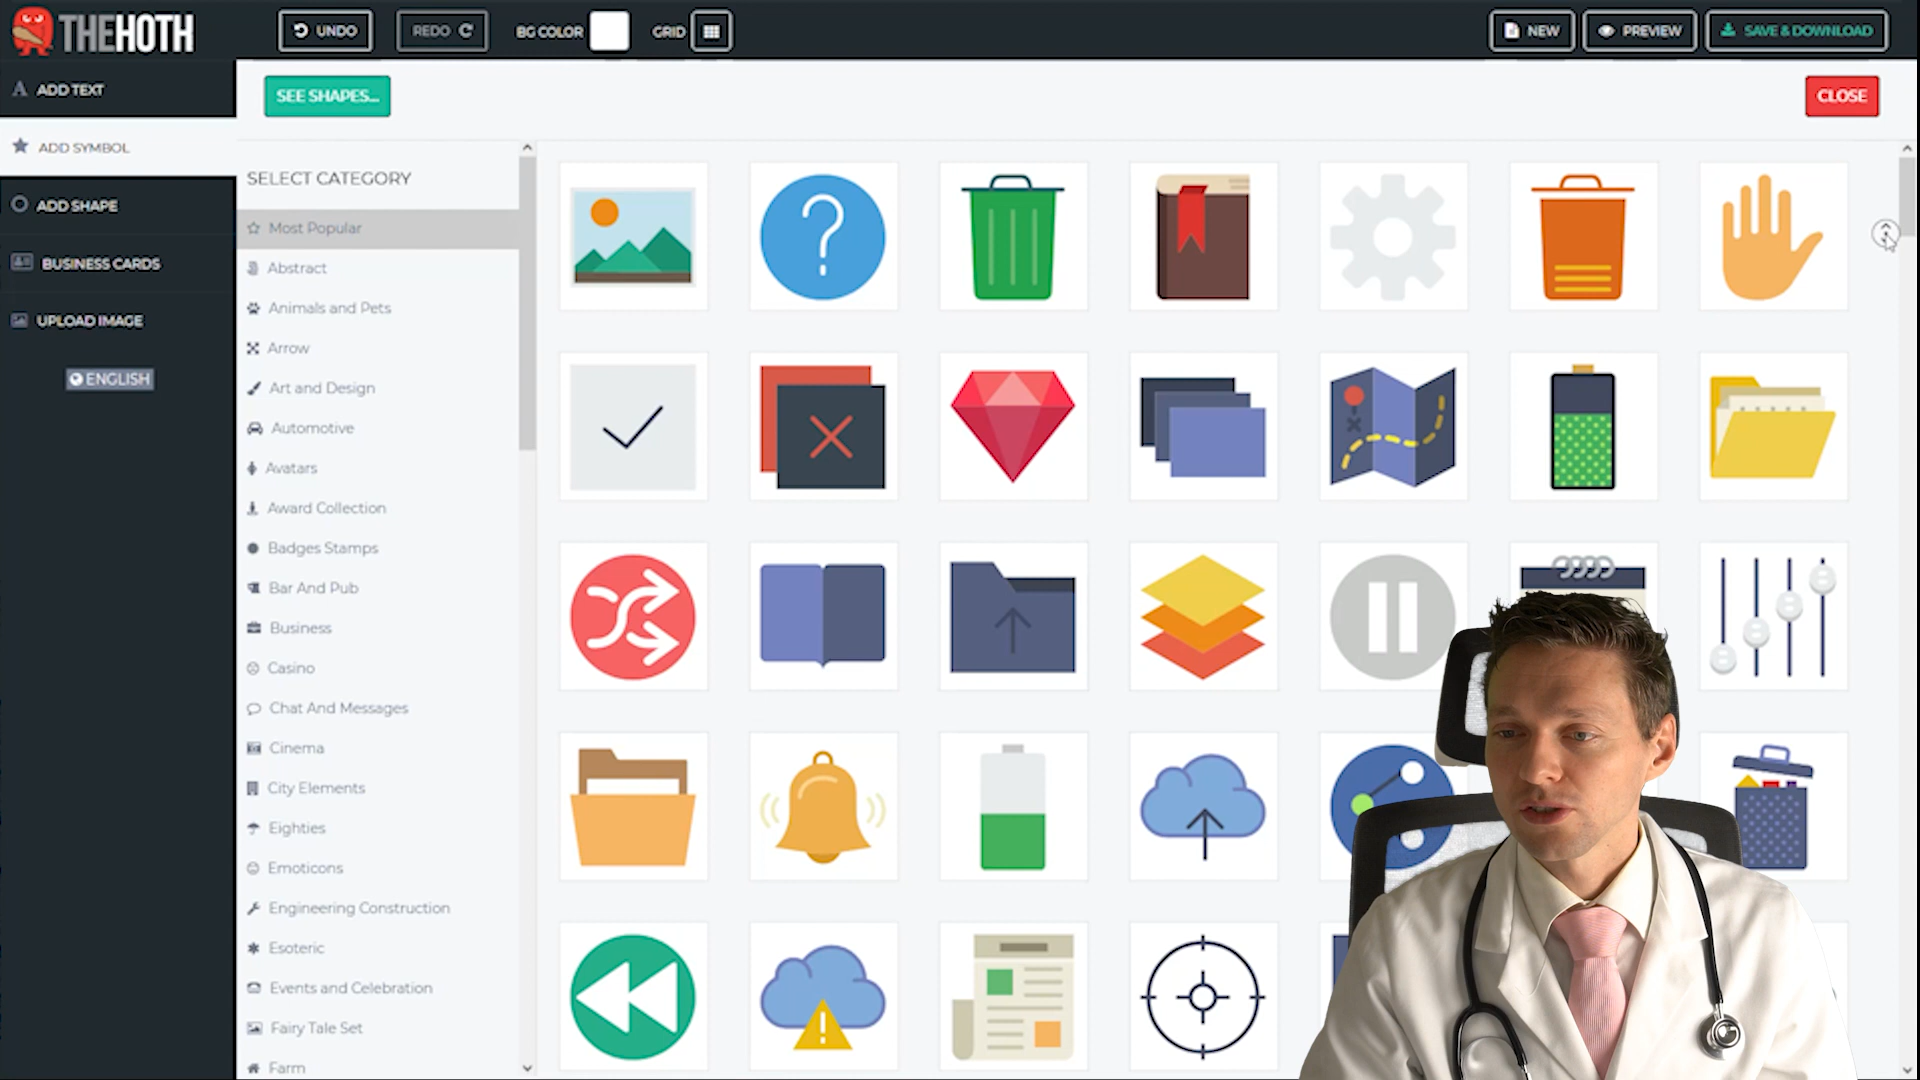 THEHOTH
UNDO
REDO
BG COLOR
GRID
NEW
PREVIEW
SAVE & DOWNLOAD
ADD TEXT
SEE SHAPES...
CLOSE
ADD SYMBOL
ADD SHAPE
BUSINESS CARDS
UPLOAD IMAGE
ENGLISH
SELECT CATEGORY
Most Popular
Abstract
Animals and Pets
Arrow
Art and Design
Automotive
Avatars
Award Collection
Badges Stamps
Bar And Pub
Business
Casino
Chat And Messages
Cinema
City Elements
Eighties
Emoticons
Engineering Construction
Esoteric
Events and Celebration
Fairy Tale Set
Farm